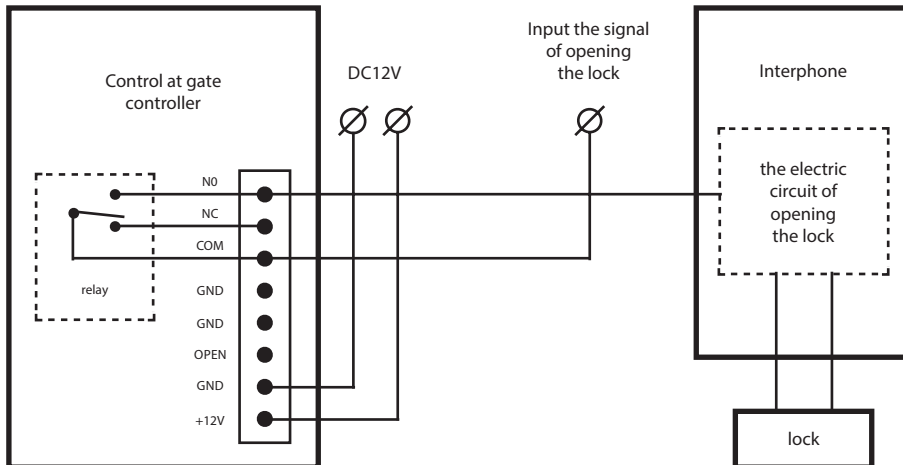 Control at gate
controller
DC12V
Input the signal
of opening
the lock
Interphone
N0
NC
COM
GND
GND
OPEN
GND
+12V
relay
the electric
circuit of
opening
the lock
lock